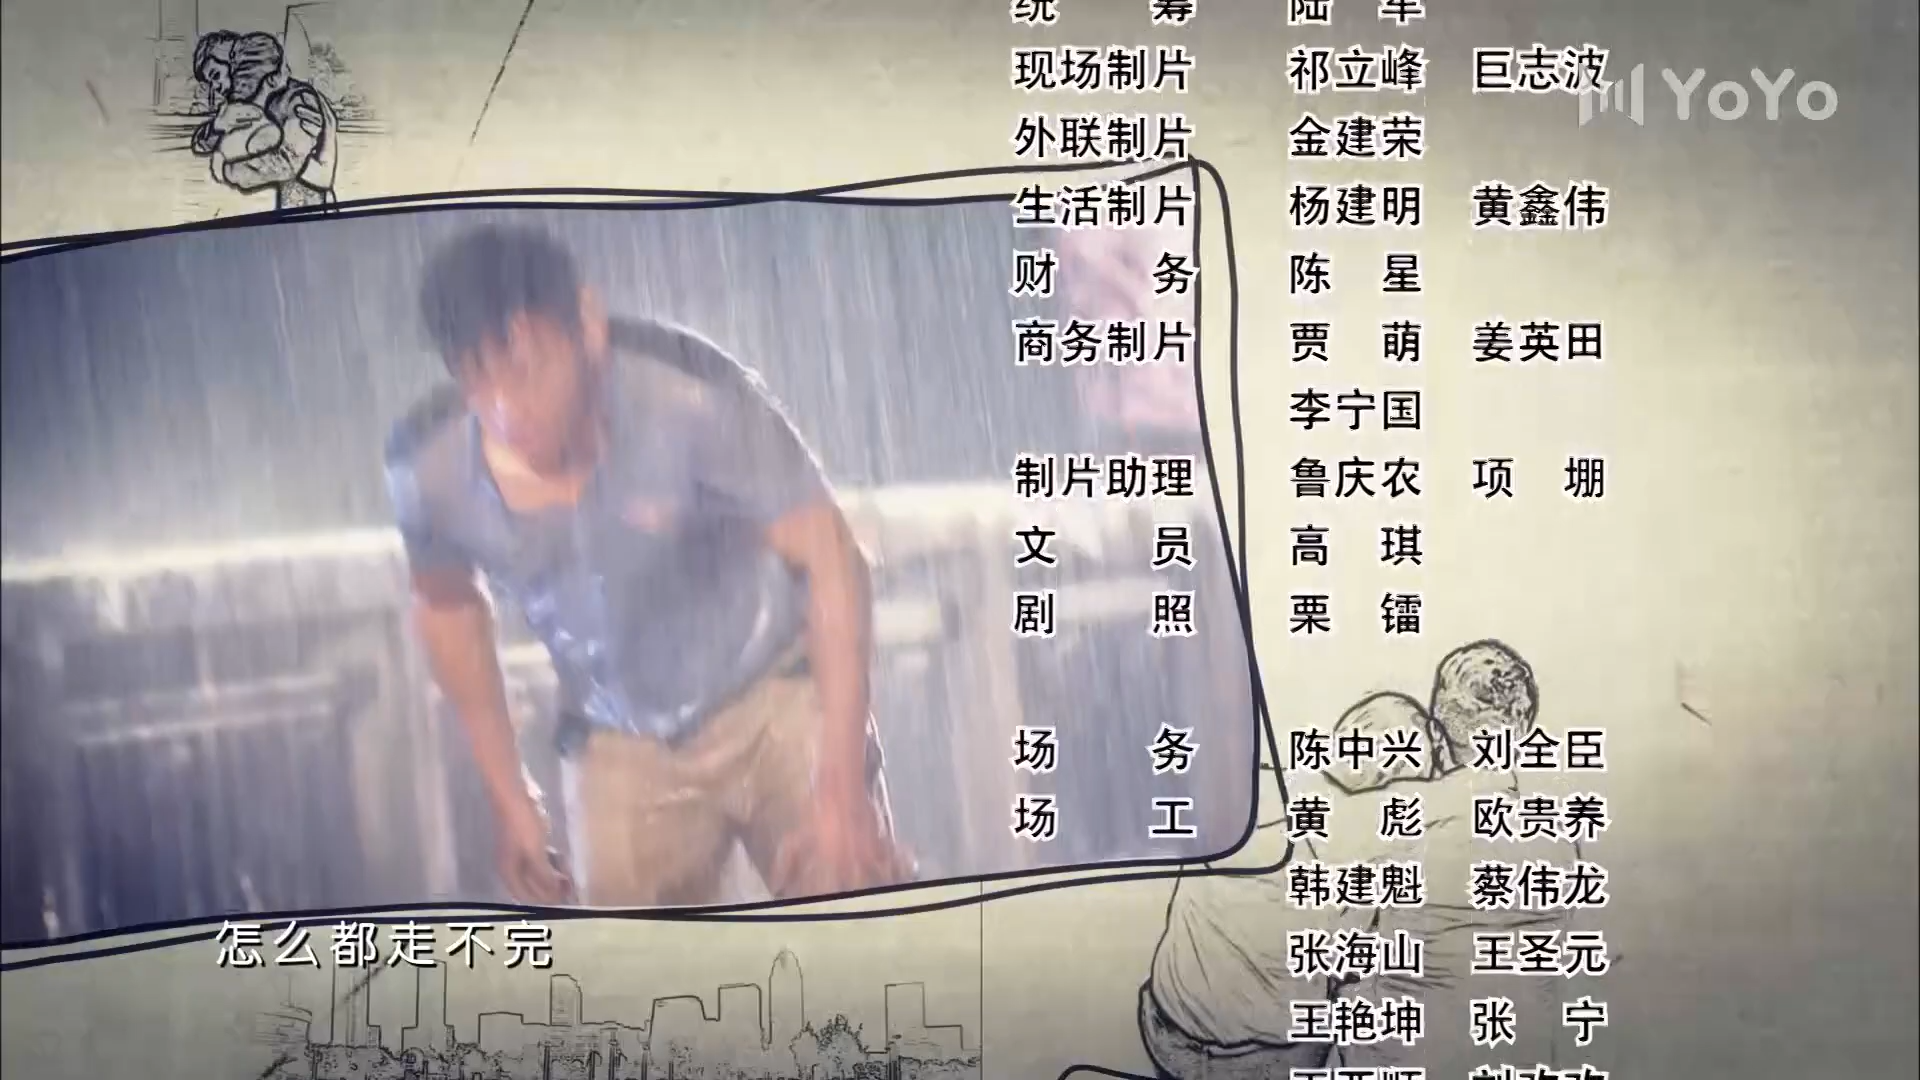 统筹 陆军
现场制片 祁立峰 巨志波
YoYo
外联制片 金建荣
生活制片 杨建明 黄鑫伟
财务 陈星
商务制片 贾萌 姜英田
李宁国
制片助理 鲁庆农 项堋
文员 高琪
剧照 栗镭
场务 陈中兴 刘全臣
场工 黄彪 欧贵养
韩建魁 蔡伟龙
怎么都走不完
张海山 王圣元
王艳坤 张宁